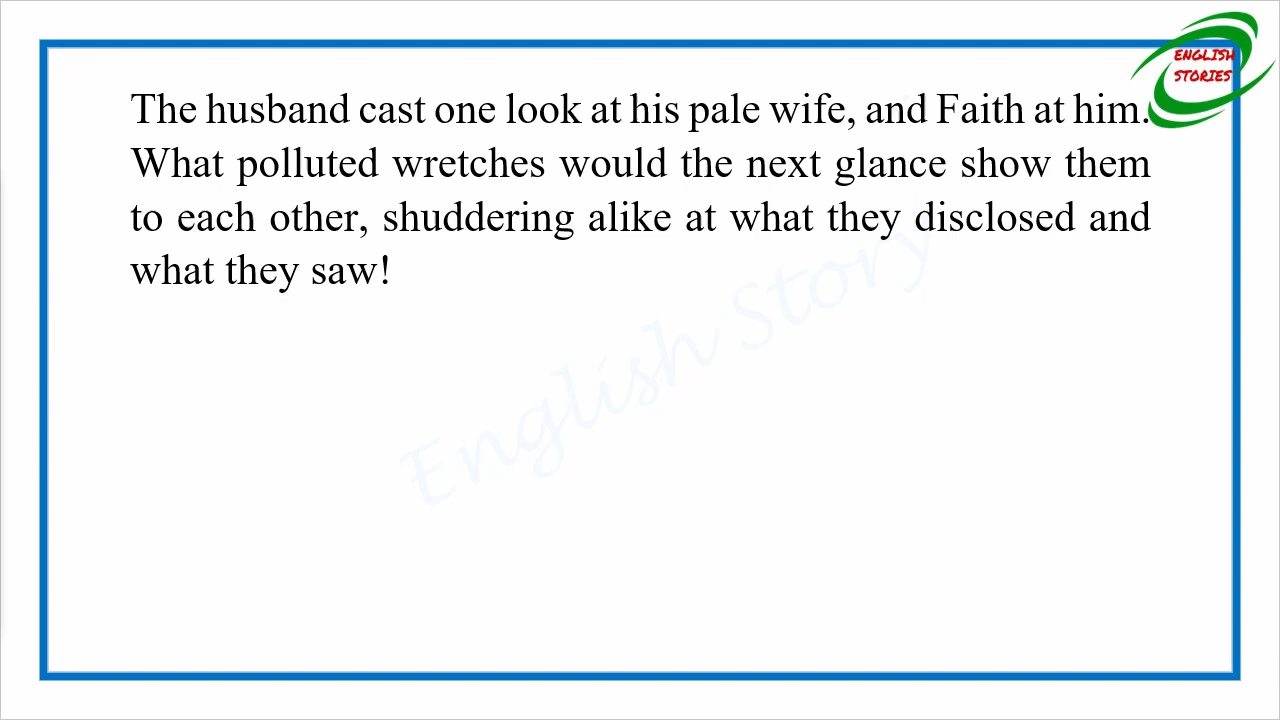 ENGLISH
STORIES
The husband cast one look at his pale wife, and Faith at him.
What polluted wretches would the next glance show them
to each other, shuddering alike at what they disclosed and
what they saw!
English Story